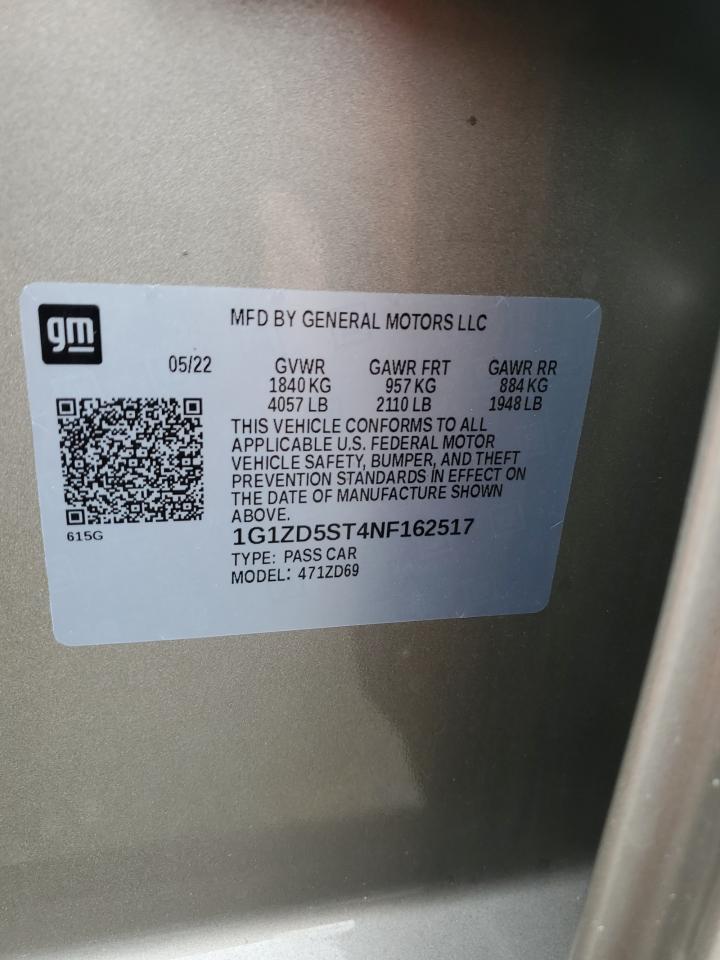 gm
MFD BY GENERAL MOTORS LLC
05/22 GVWR GAWR FRT GAWR RR
1840 KG 957 KG 884 KG
4057 LB 2110 LB 1948 LB
THIS VEHICLE CONFORMS TO ALL
APPLICABLE U.S. FEDERAL MOTOR
VEHICLE SAFETY, BUMPER, AND THEFT
PREVENTION STANDARDS IN EFFECT ON
THE DATE OF MANUFACTURE SHOWN
ABOVE.
615G
1G1ZD5ST4NF162517
TYPE: PASS CAR
MODEL: 471ZD69